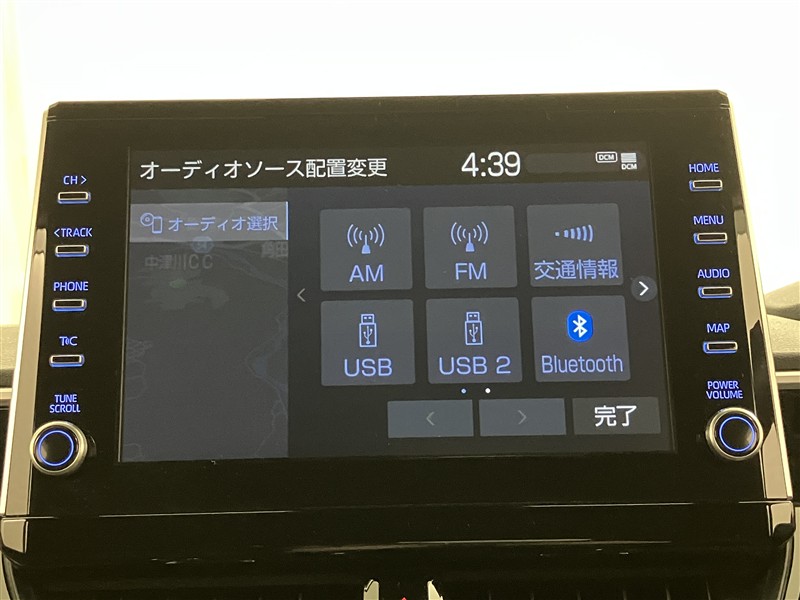 オーディオソース配置変更
4:39
DCM
DCM
オーディオ選択
中津川CC
AM
FM
交通情報
USB
USB 2
Bluetooth
完了
CH >
< TRACK
PHONE
T℃
TUNE
SCROLL
HOME
MENU
AUDIO
MAP
POWER
VOLUME